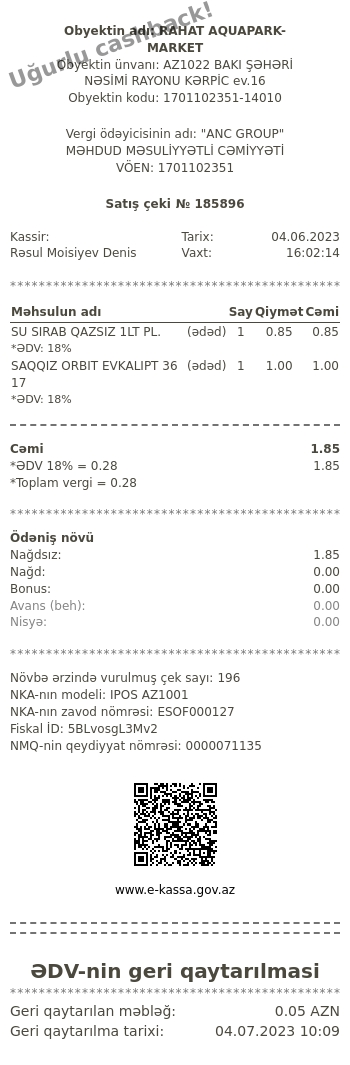 Uğurlu cashback!
Obyektin adı: RAHAT AQUAPARK-
MARKET
Obyektin ünvanı: AZ1022 BAKI ŞƏHƏRİ
NƏSİMİ RAYONU KƏRPİC ev.16
Obyektin kodu: 1701102351-14010
Vergi ödəyicisinin adı: "ANC GROUP"
MƏHDUD MƏSULİYYƏTLİ CƏMİYYƏTİ
VÖEN: 1701102351
Satış çeki № 185896
Kassir: Tarix: 04.06.2023
Rəsul Moisiyev Denis Vaxt: 16:02:14
**********************************************
Məhsulun adı Say Qiymət Cəmi
SU SIRAB QAZSIZ 1LT PL. (ədəd) 1 0.85 0.85
*ƏDV: 18%
SAQQIZ ORBIT EVKALIPT 36 (ədəd) 1 1.00 1.00
17
*ƏDV: 18%
Cəmi 1.85
*ƏDV 18% = 0.28 1.85
*Toplam vergi = 0.28
**********************************************
Ödəniş növü
Nağdsız: 1.85
Nağd: 0.00
Bonus: 0.00
Avans (beh): 0.00
Nisyə: 0.00
**********************************************
Növbə ərzində vurulmuş çek sayı: 196
NKA-nın modeli: IPOS AZ1001
NKA-nın zavod nömrəsi: ESOF000127
Fiskal İD: 5BLvosgL3Mv2
NMQ-nin qeydiyyat nömrəsi: 0000071135
www.e-kassa.gov.az
ƏDV-nin geri qaytarılması
**********************************************
Geri qaytarılan məbləğ: 0.05 AZN
Geri qaytarılma tarixi: 04.07.2023 10:09